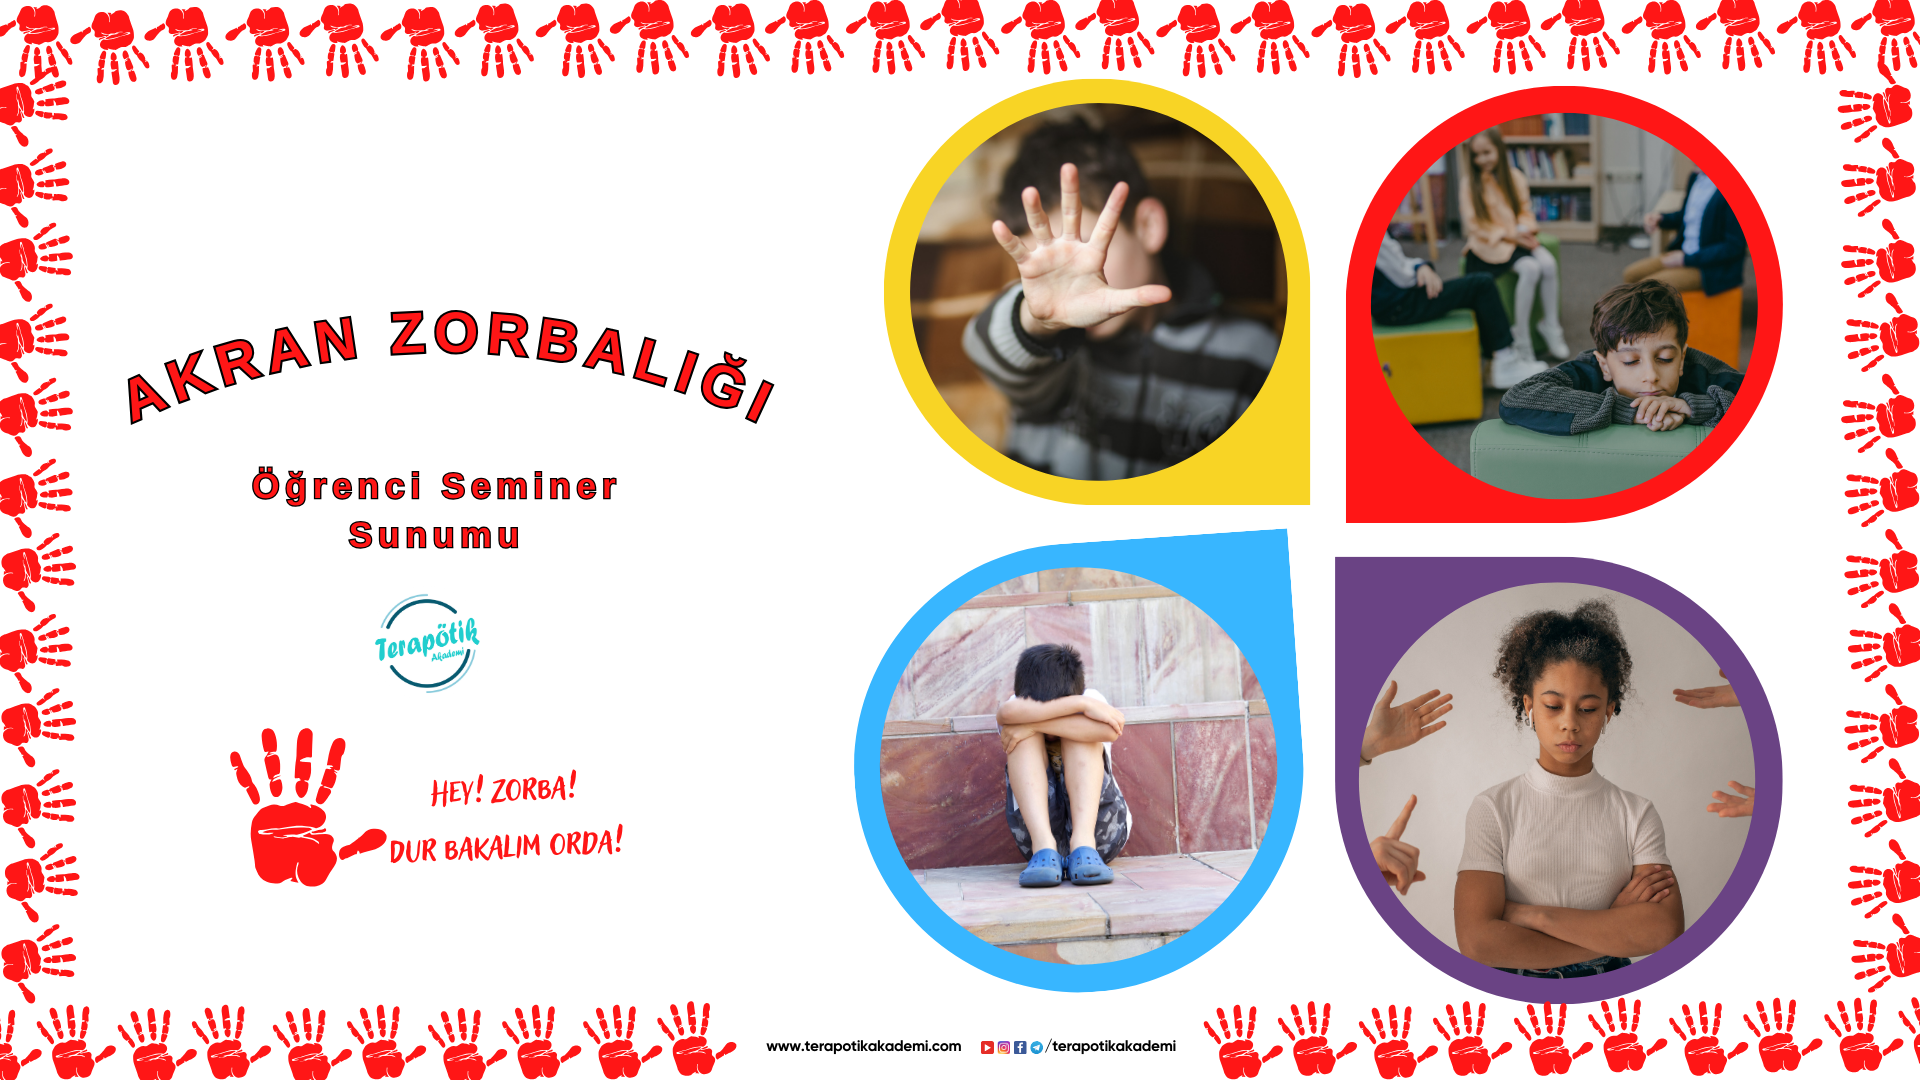 AKRAN ZORBALIĞI
Öğrenci Seminer
Sunumu
Terapötik
Akademi
HEY! ZORBA!
DUR BAKALIM ORDA!
www.terapotikakademi.com
/terapotikakademi